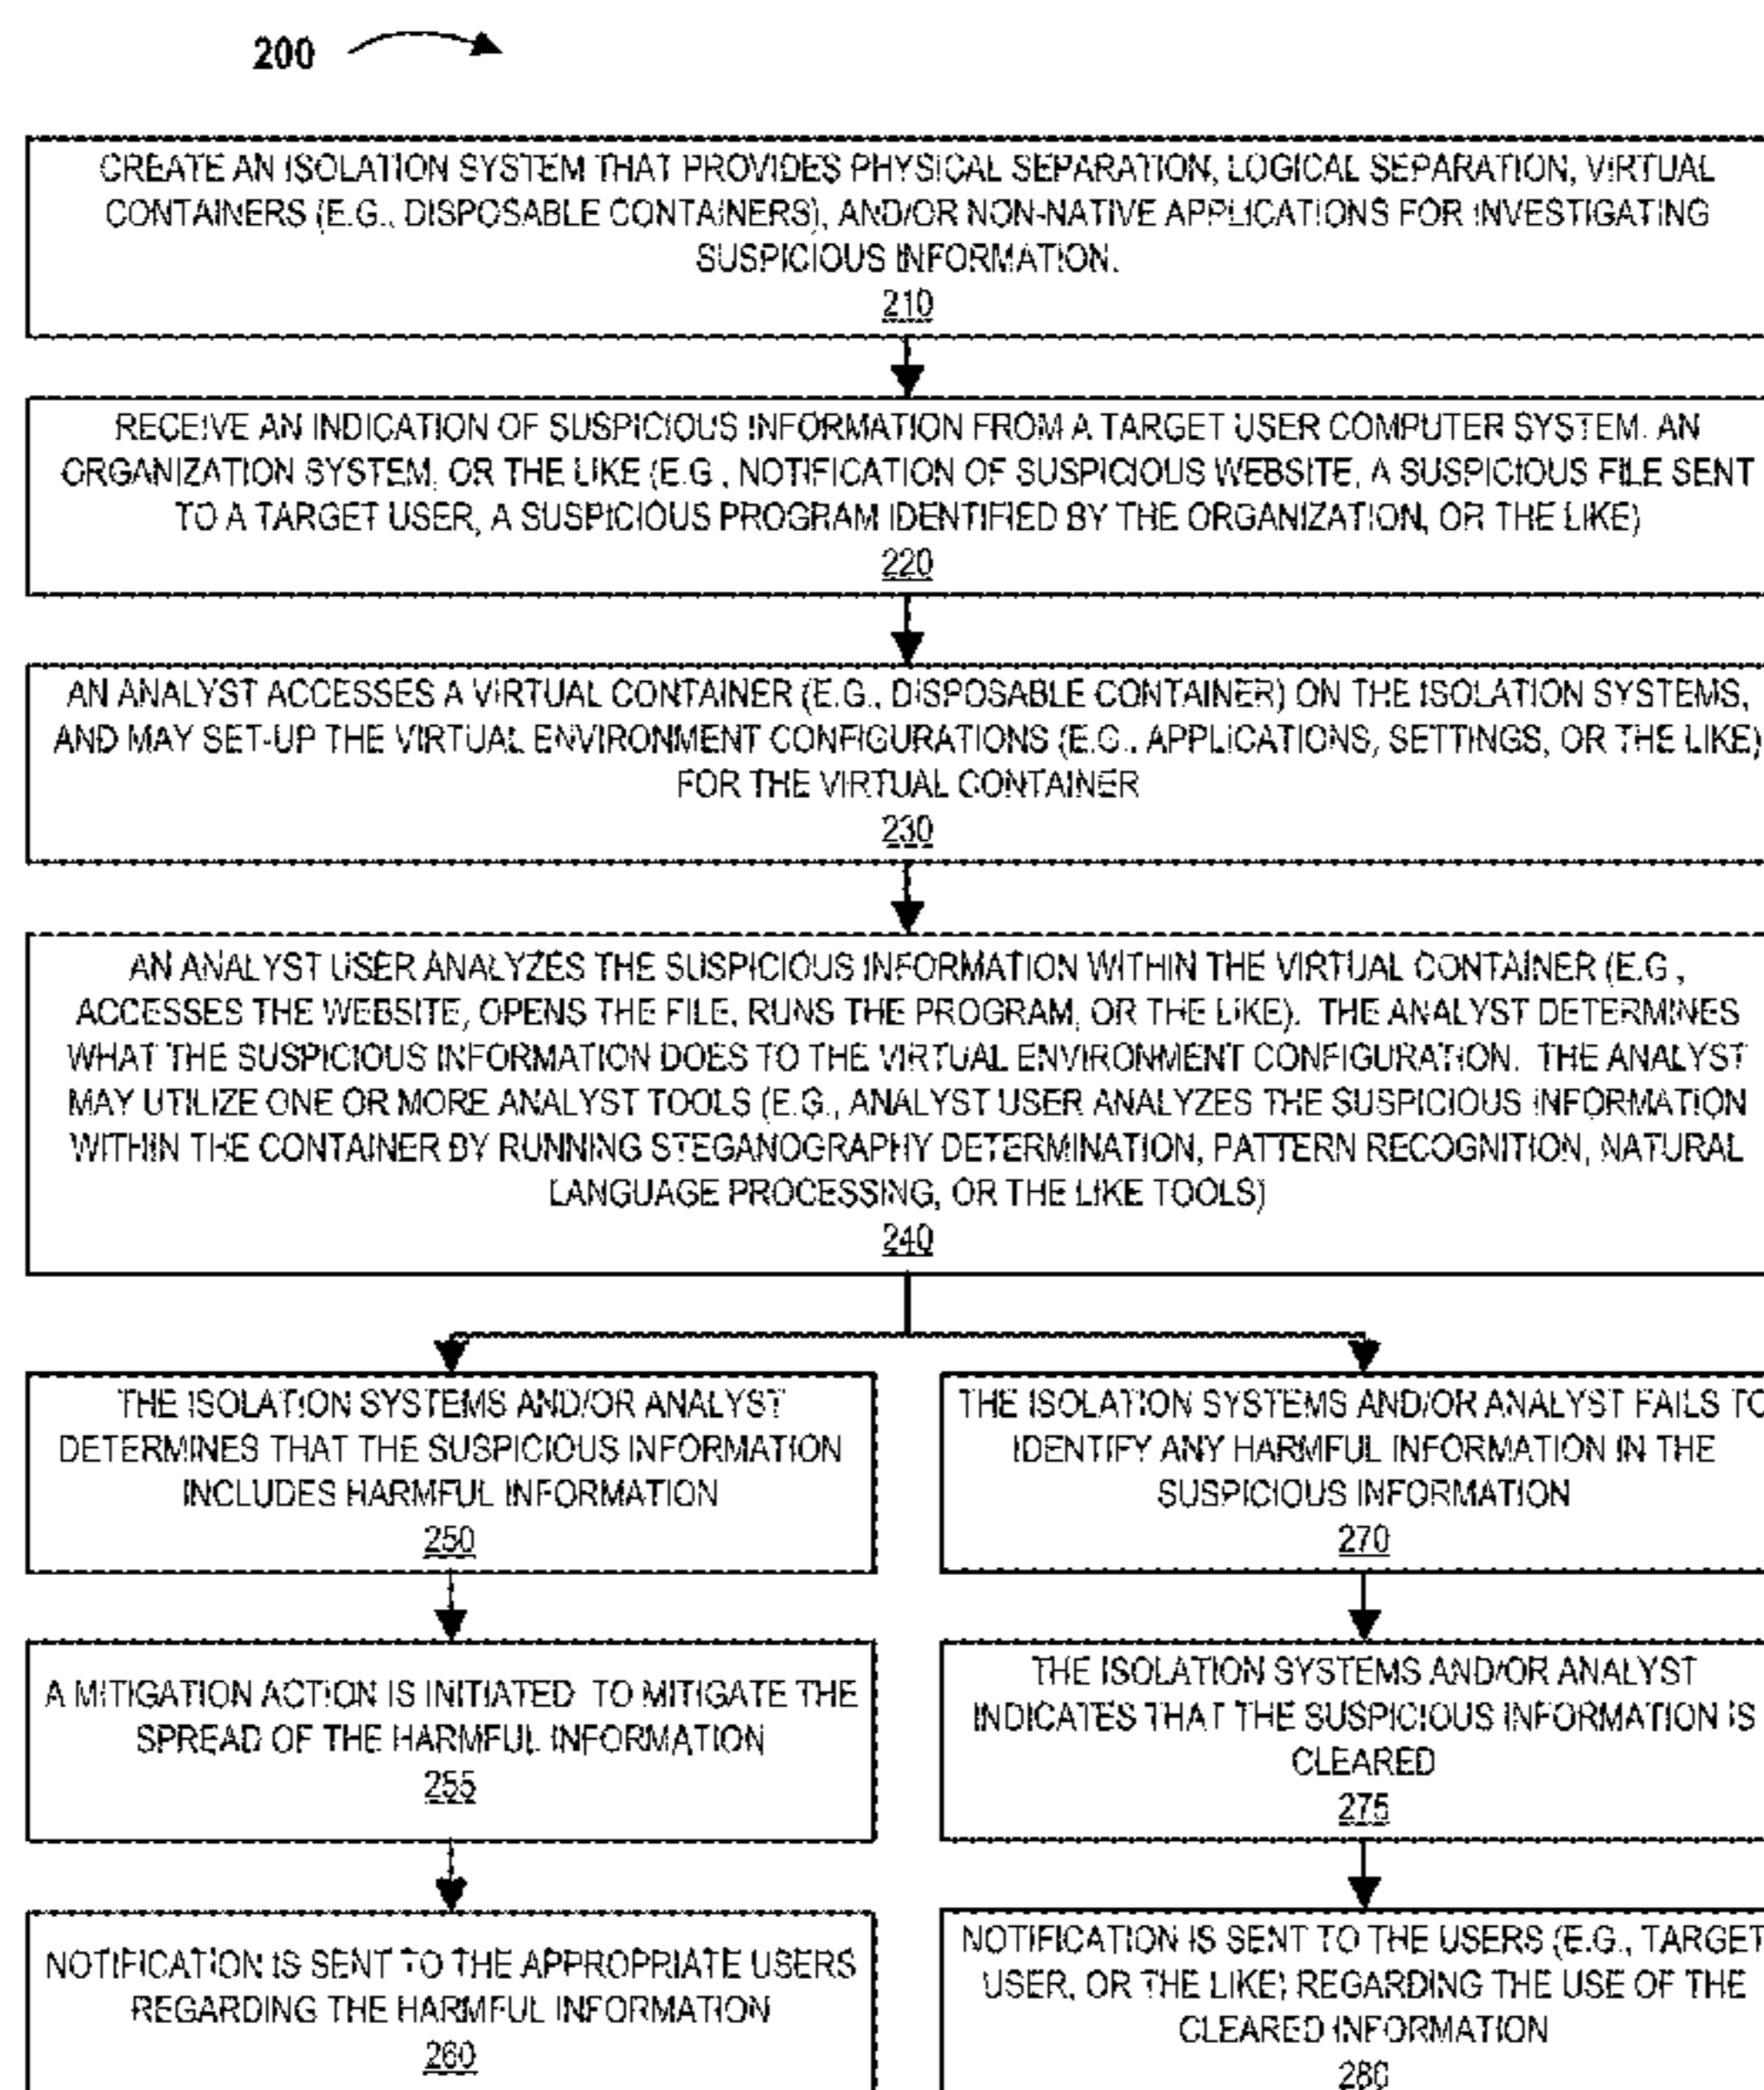 200
CREATE AN ISOLATION SYSTEM THAT PROVIDES PHYSICAL SEPARATION, LOGICAL SEPARATION, VIRTUAL
CONTAINERS (E.G., DISPOSABLE CONTAINERS), AND/OR NON-NATIVE APPLICATIONS FOR INVESTIGATING
SUSPICIOUS INFORMATION.
210
RECEIVE AN INDICATION OF SUSPICIOUS INFORMATION FROM A TARGET USER COMPUTER SYSTEM, AN
ORGANIZATION SYSTEM, OR THE LIKE (E.G., NOTIFICATION OF SUSPICIOUS WEBSITE, A SUSPICIOUS FILE SENT
TO A TARGET USER, A SUSPICIOUS PROGRAM IDENTIFIED BY THE ORGANIZATION, OR THE LIKE)
220
AN ANALYST ACCESSES A VIRTUAL CONTAINER (E.G., DISPOSABLE CONTAINER) ON THE ISOLATION SYSTEMS,
AND MAY SET-UP THE VIRTUAL ENVIRONMENT CONFIGURATIONS (E.G., APPLICATIONS, SETTINGS, OR THE LIKE)
FOR THE VIRTUAL CONTAINER
230
AN ANALYST USER ANALYZES THE SUSPICIOUS INFORMATION WITHIN THE VIRTUAL CONTAINER (E.G.,
ACCESSES THE WEBSITE, OPENS THE FILE, RUNS THE PROGRAM, OR THE LIKE). THE ANALYST DETERMINES
WHAT THE SUSPICIOUS INFORMATION DOES TO THE VIRTUAL ENVIRONMENT CONFIGURATION. THE ANALYST
MAY UTILIZE ONE OR MORE ANALYST TOOLS (E.G., ANALYST USER ANALYZES THE SUSPICIOUS INFORMATION
WITHIN THE CONTAINER BY RUNNING STEGANOGRAPHY DETERMINATION, PATTERN RECOGNITION, NATURAL
LANGUAGE PROCESSING, OR THE LIKE TOOLS)
240
THE ISOLATION SYSTEMS AND/OR ANALYST
DETERMINES THAT THE SUSPICIOUS INFORMATION
INCLUDES HARMFUL INFORMATION
250
THE ISOLATION SYSTEMS AND/OR ANALYST FAILS TO
IDENTIFY ANY HARMFUL INFORMATION IN THE
SUSPICIOUS INFORMATION
270
A MITIGATION ACTION IS INITIATED TO MITIGATE THE
SPREAD OF THE HARMFUL INFORMATION
255
THE ISOLATION SYSTEMS AND/OR ANALYST
INDICATES THAT THE SUSPICIOUS INFORMATION IS
CLEARED
275
NOTIFICATION IS SENT TO THE APPROPRIATE USERS
REGARDING THE HARMFUL INFORMATION
260
NOTIFICATION IS SENT TO THE USERS (E.G., TARGET
USER, OR THE LIKE) REGARDING THE USE OF THE
CLEARED INFORMATION
280